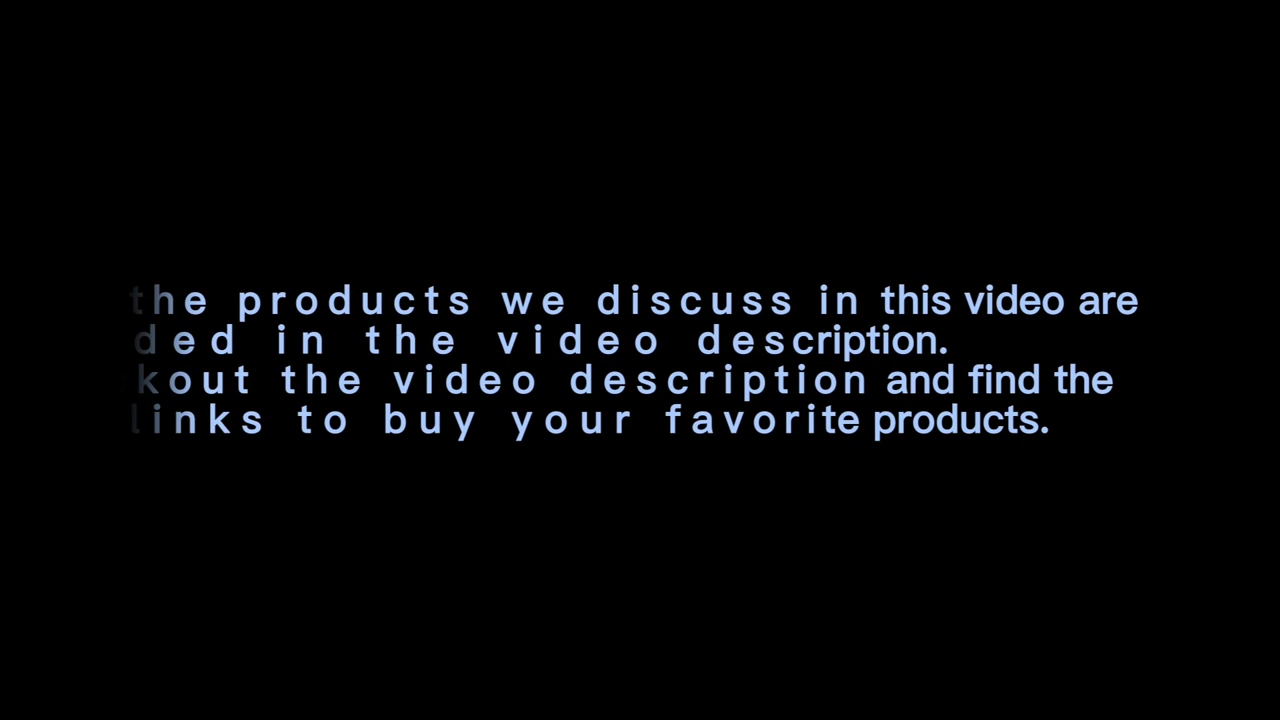 the products we discuss in this video are
ded in the video description.
kout the video description and find the
links to buy your favorite products.